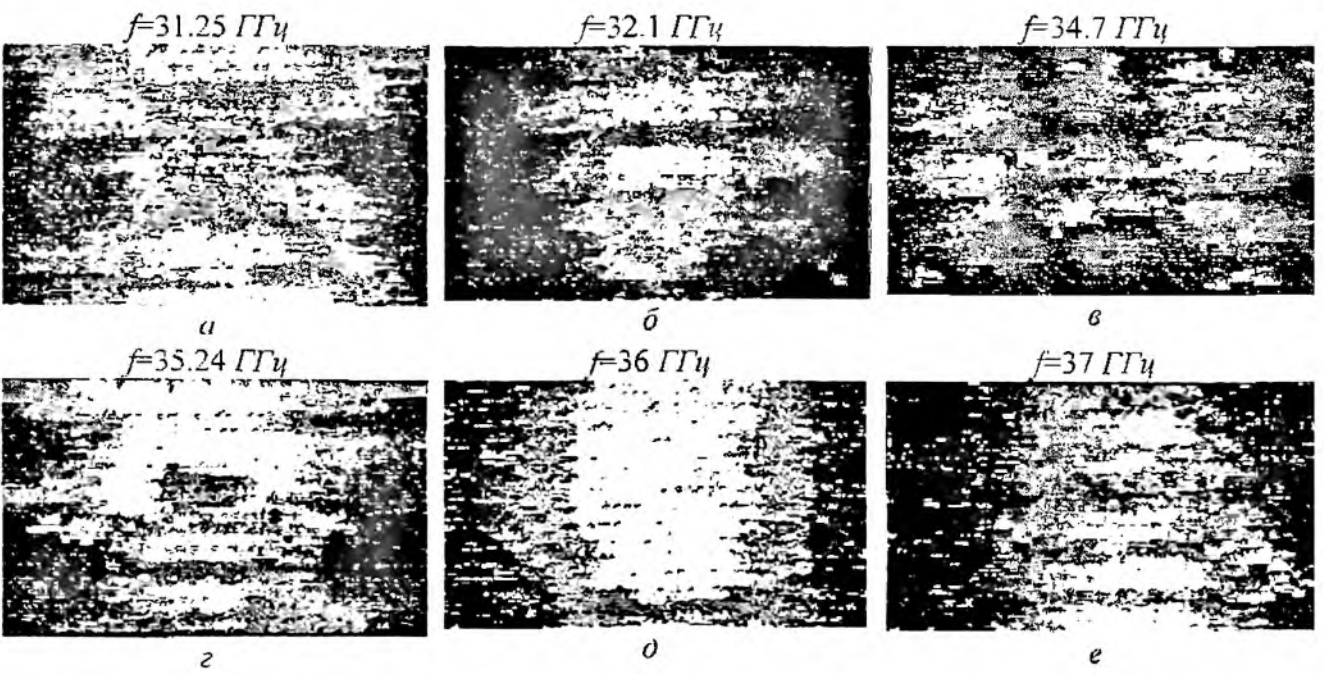 f=31.25 ГГц f=32.1 ГГц f=34.7 ГГц
а б в
f=35.24 ГГц f=36 ГГц f=37 ГГц
г д е